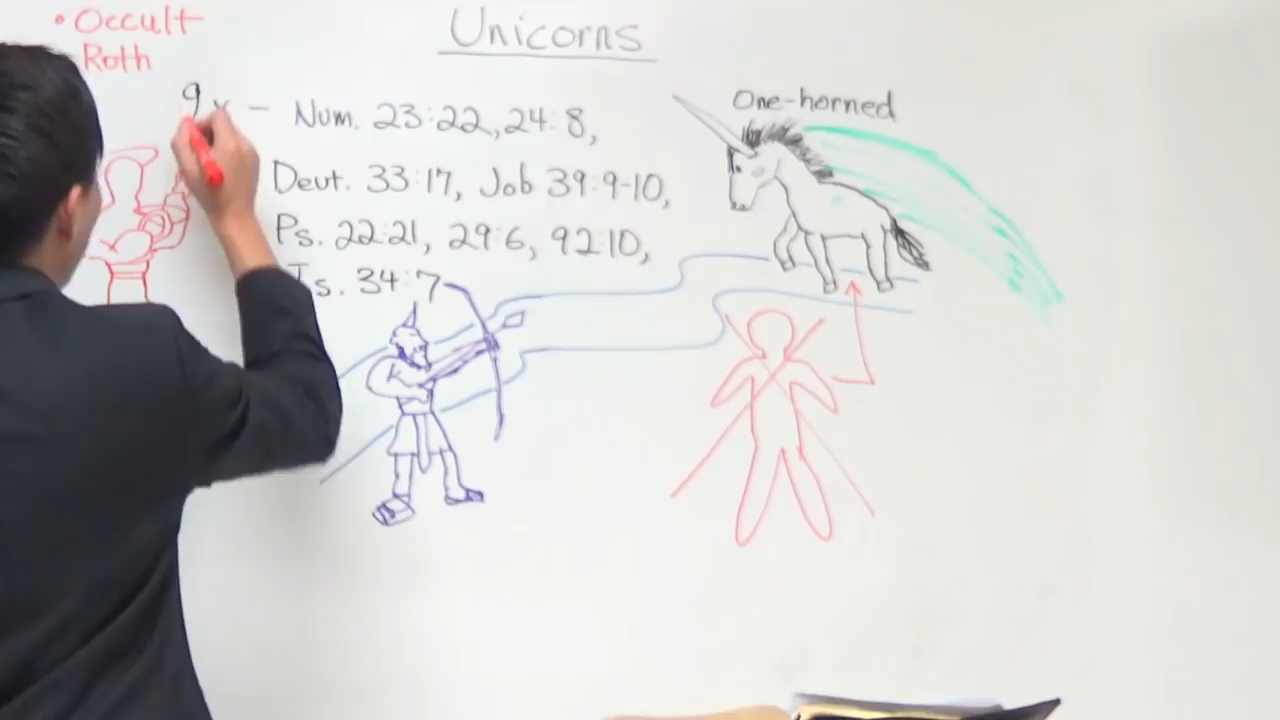 • Occult
Roth
Unicorns
9x - Num. 23:22, 24:8,
Deut. 33:17, Job 39:9-10,
Ps. 22:21, 29:6, 92:10,
Is. 34:7
One-horned